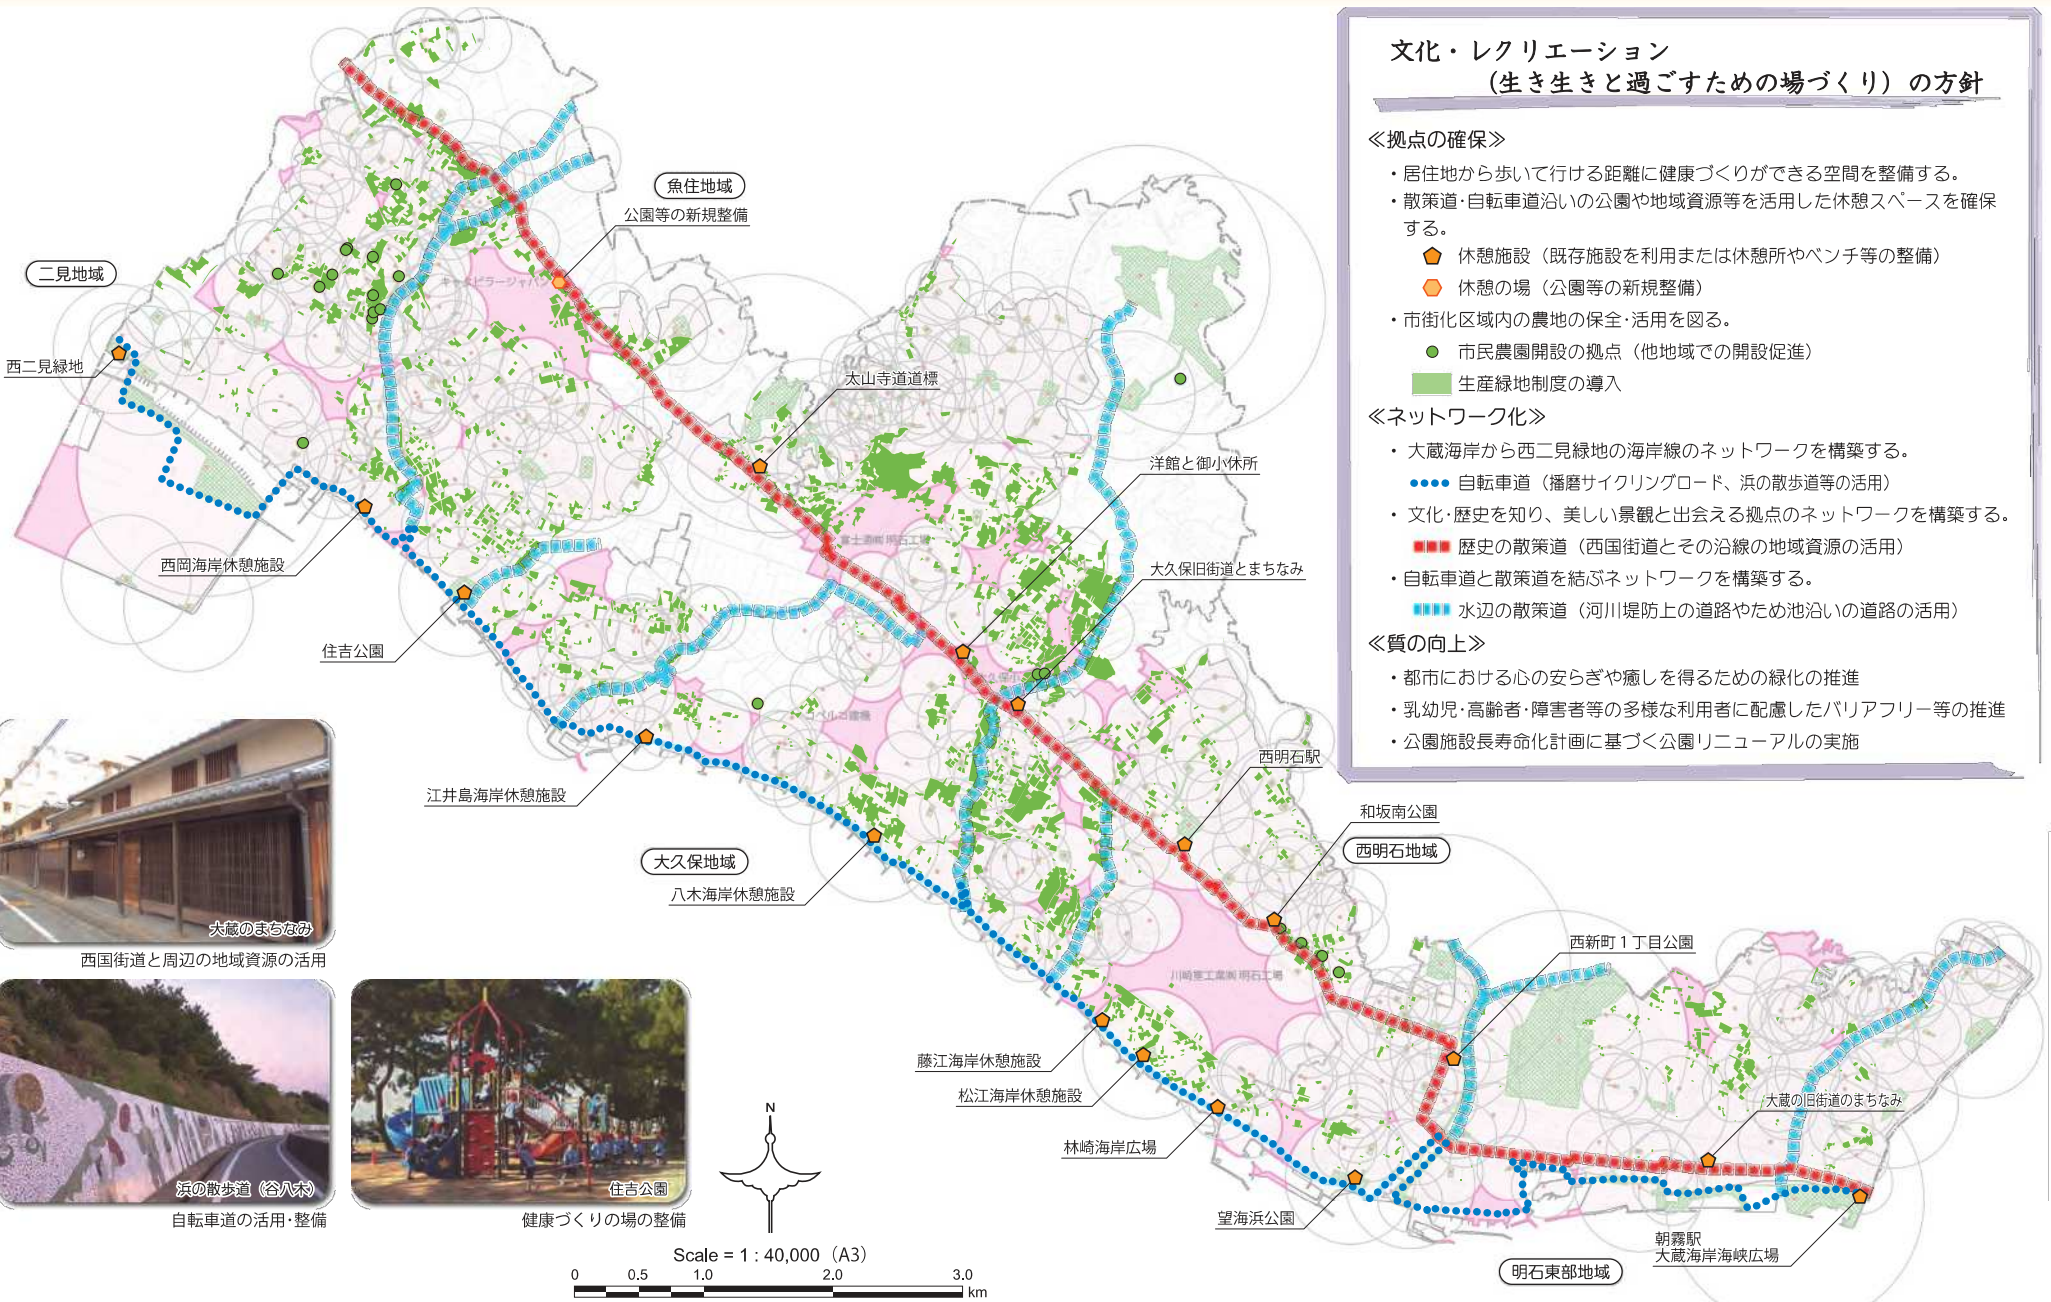 文化・レクリエーション
（生き生きと過ごすための場づくり）の方針
≪拠点の確保≫
・居住地から歩いて行ける距離に健康づくりができる空間を整備する。
・散策道･自転車道沿いの公園や地域資源等を活用した休憩スペースを確保
する。
休憩施設（既存施設を利用または休憩所やベンチ等の整備）
休憩の場（公園等の新規整備）
・市街化区域内の農地の保全･活用を図る。
市民農園開設の拠点（他地域での開設促進）
生産緑地制度の導入
≪ネットワーク化≫
・ 大蔵海岸から西二見緑地の海岸線のネットワークを構築する。
自転車道（播磨サイクリングロード、浜の散歩道等の活用）
・ 文化･歴史を知り、美しい景観と出会える拠点のネットワークを構築する。
歴史の散策道（西国街道とその沿線の地域資源の活用）
・自転車道と散策道を結ぶネットワークを構築する。
水辺の散策道（河川堤防上の道路やため池沿いの道路の活用）
≪質の向上≫
・都市における心の安らぎや癒しを得るための緑化の推進
・乳幼児･高齢者･障害者等の多様な利用者に配慮したバリアフリー等の推進
・公園施設長寿命化計画に基づく公園リニューアルの実施
魚住地域
公園等の新規整備
二見地域
キャタピラージャパン
西二見緑地
太山寺道道標
洋館と御小休所
富士通㈱明石工場
西岡海岸休憩施設
大久保旧街道とまちなみ
住吉公園
コベルコ建機
西明石駅
江井島海岸休憩施設
和坂南公園
西明石地域
大久保地域
八木海岸休憩施設
西新町１丁目公園
川崎重工業㈱明石工場
大蔵のまちなみ
西国街道と周辺の地域資源の活用
藤江海岸休憩施設
松江海岸休憩施設
大蔵の旧街道のまちなみ
林崎海岸広場
浜の散歩道（谷八木）
自転車道の活用･整備
住吉公園
健康づくりの場の整備
望海浜公園
朝霧駅
大蔵海岸海峡広場
明石東部地域
N
Scale = 1 : 40,000（A3）
0 0.5 1.0 2.0 3.0
km